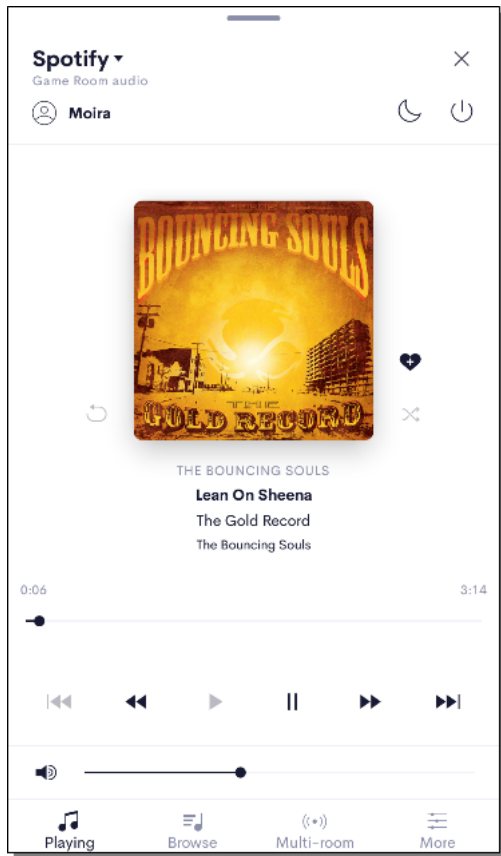 Spotify
Game Room audio
Moira
BOUNCING SOULS
THE
GOLD RECORD
THE BOUNCING SOULS
Lean On Sheena
The Gold Record
The Bouncing Souls
0:06 3:14
Playing Browse Multi-room More